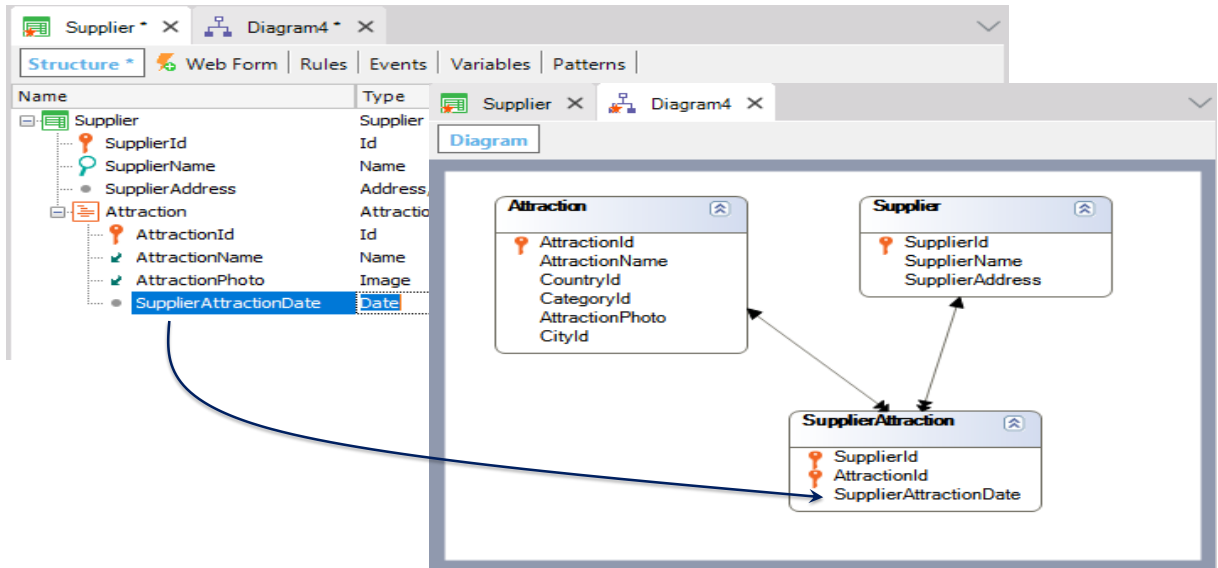 Supplier * Diagram4 *
Structure * Web Form Rules Events Variables Patterns
Name Type
Supplier Supplier
SupplierId Id
SupplierName Name
SupplierAddress Address,
Attraction Attractio
AttractionId Id
AttractionName Name
AttractionPhoto Image
SupplierAttractionDate Date
Supplier Diagram4
Diagram
Attraction
AttractionId
AttractionName
CountryId
CategoryId
AttractionPhoto
CityId
Supplier
SupplierId
SupplierName
SupplierAddress
SupplierAttraction
SupplierId
AttractionId
SupplierAttractionDate